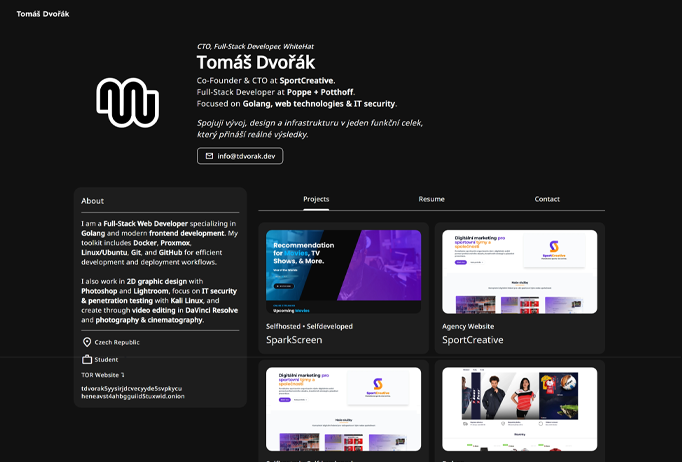 Tomáš Dvořák
CTO, Full-Stack Developer, WhiteHat
Tomáš Dvořák
Co-Founder & CTO at SportCreative.
Full-Stack Developer at Poppe + Potthoff.
Focused on Golang, web technologies & IT security.
Spojuji vývoj, design a infrastrukturu v jeden funkční celek,
který přináší reálné výsledky.
info@tdvorak.dev
About
I am a Full-Stack Web Developer specializing in
Golang and modern frontend development. My
toolkit includes Docker, Proxmox,
Linux/Ubuntu, Git, and GitHub for efficient
development and deployment workflows.
I also work in 2D graphic design with
Photoshop and Lightroom, focus on IT security
& penetration testing with Kali Linux, and
create through video editing in DaVinci Resolve
and photography & cinematography.
Czech Republic
Student
TOR Website ⤵
Projects
Resume
Contact
Recommendation
for Movies, TV
Shows, & More.
Upcoming Movies
Selfhosted • Selfdeveloped
SparkScreen
Digitální marketing pro
sportovní týmy a
společnosti
SportCreative
Naše služby
Agency Website
SportCreative
Digitální marketing pro
sportovní týmy a
společnosti
SportCreative
Naše služby